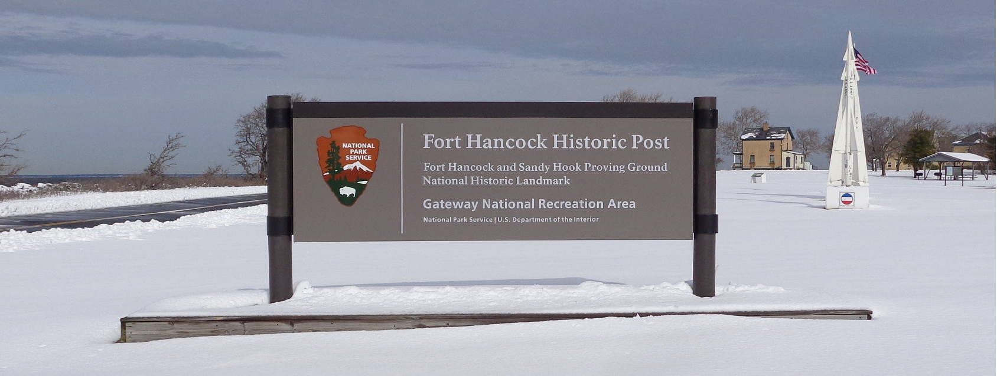 NATIONAL
PARK
SERVICE
Fort Hancock Historic Post
Fort Hancock and Sandy Hook Proving Ground
National Historic Landmark
Gateway National Recreation Area
National Park Service | U.S. Department of the Interior
U.S. ARMY